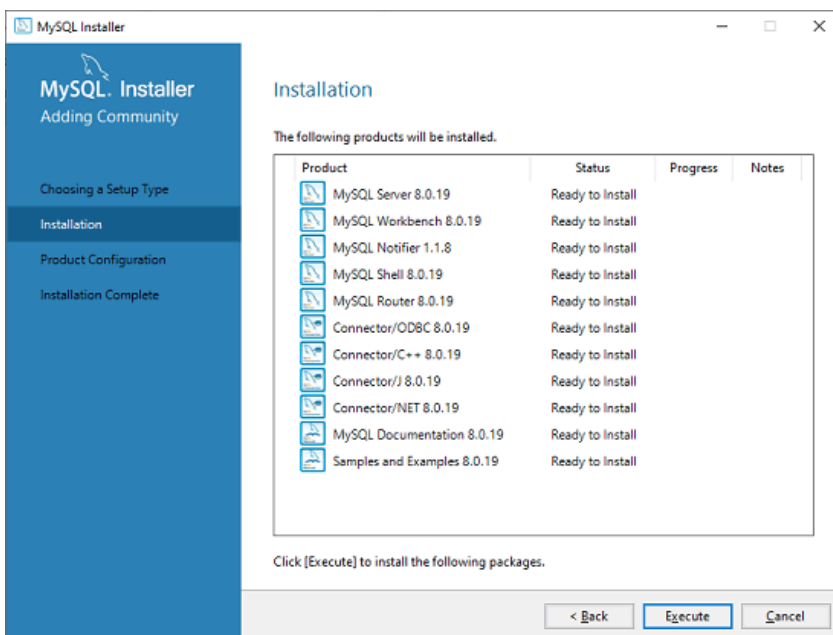 MySQL Installer
MySQL. Installer
Adding Community
Choosing a Setup Type
Installation
Product Configuration
Installation Complete
Installation
The following products will be installed.
Product Status Progress Notes
MySQL Server 8.0.19 Ready to Install
MySQL Workbench 8.0.19 Ready to Install
MySQL Notifier 1.1.8 Ready to Install
MySQL Shell 8.0.19 Ready to Install
MySQL Router 8.0.19 Ready to Install
Connector/ODBC 8.0.19 Ready to Install
Connector/C++ 8.0.19 Ready to Install
Connector/J 8.0.19 Ready to Install
Connector/NET 8.0.19 Ready to Install
MySQL Documentation 8.0.19 Ready to Install
Samples and Examples 8.0.19 Ready to Install
Click [Execute] to install the following packages.
< Back Execute Cancel